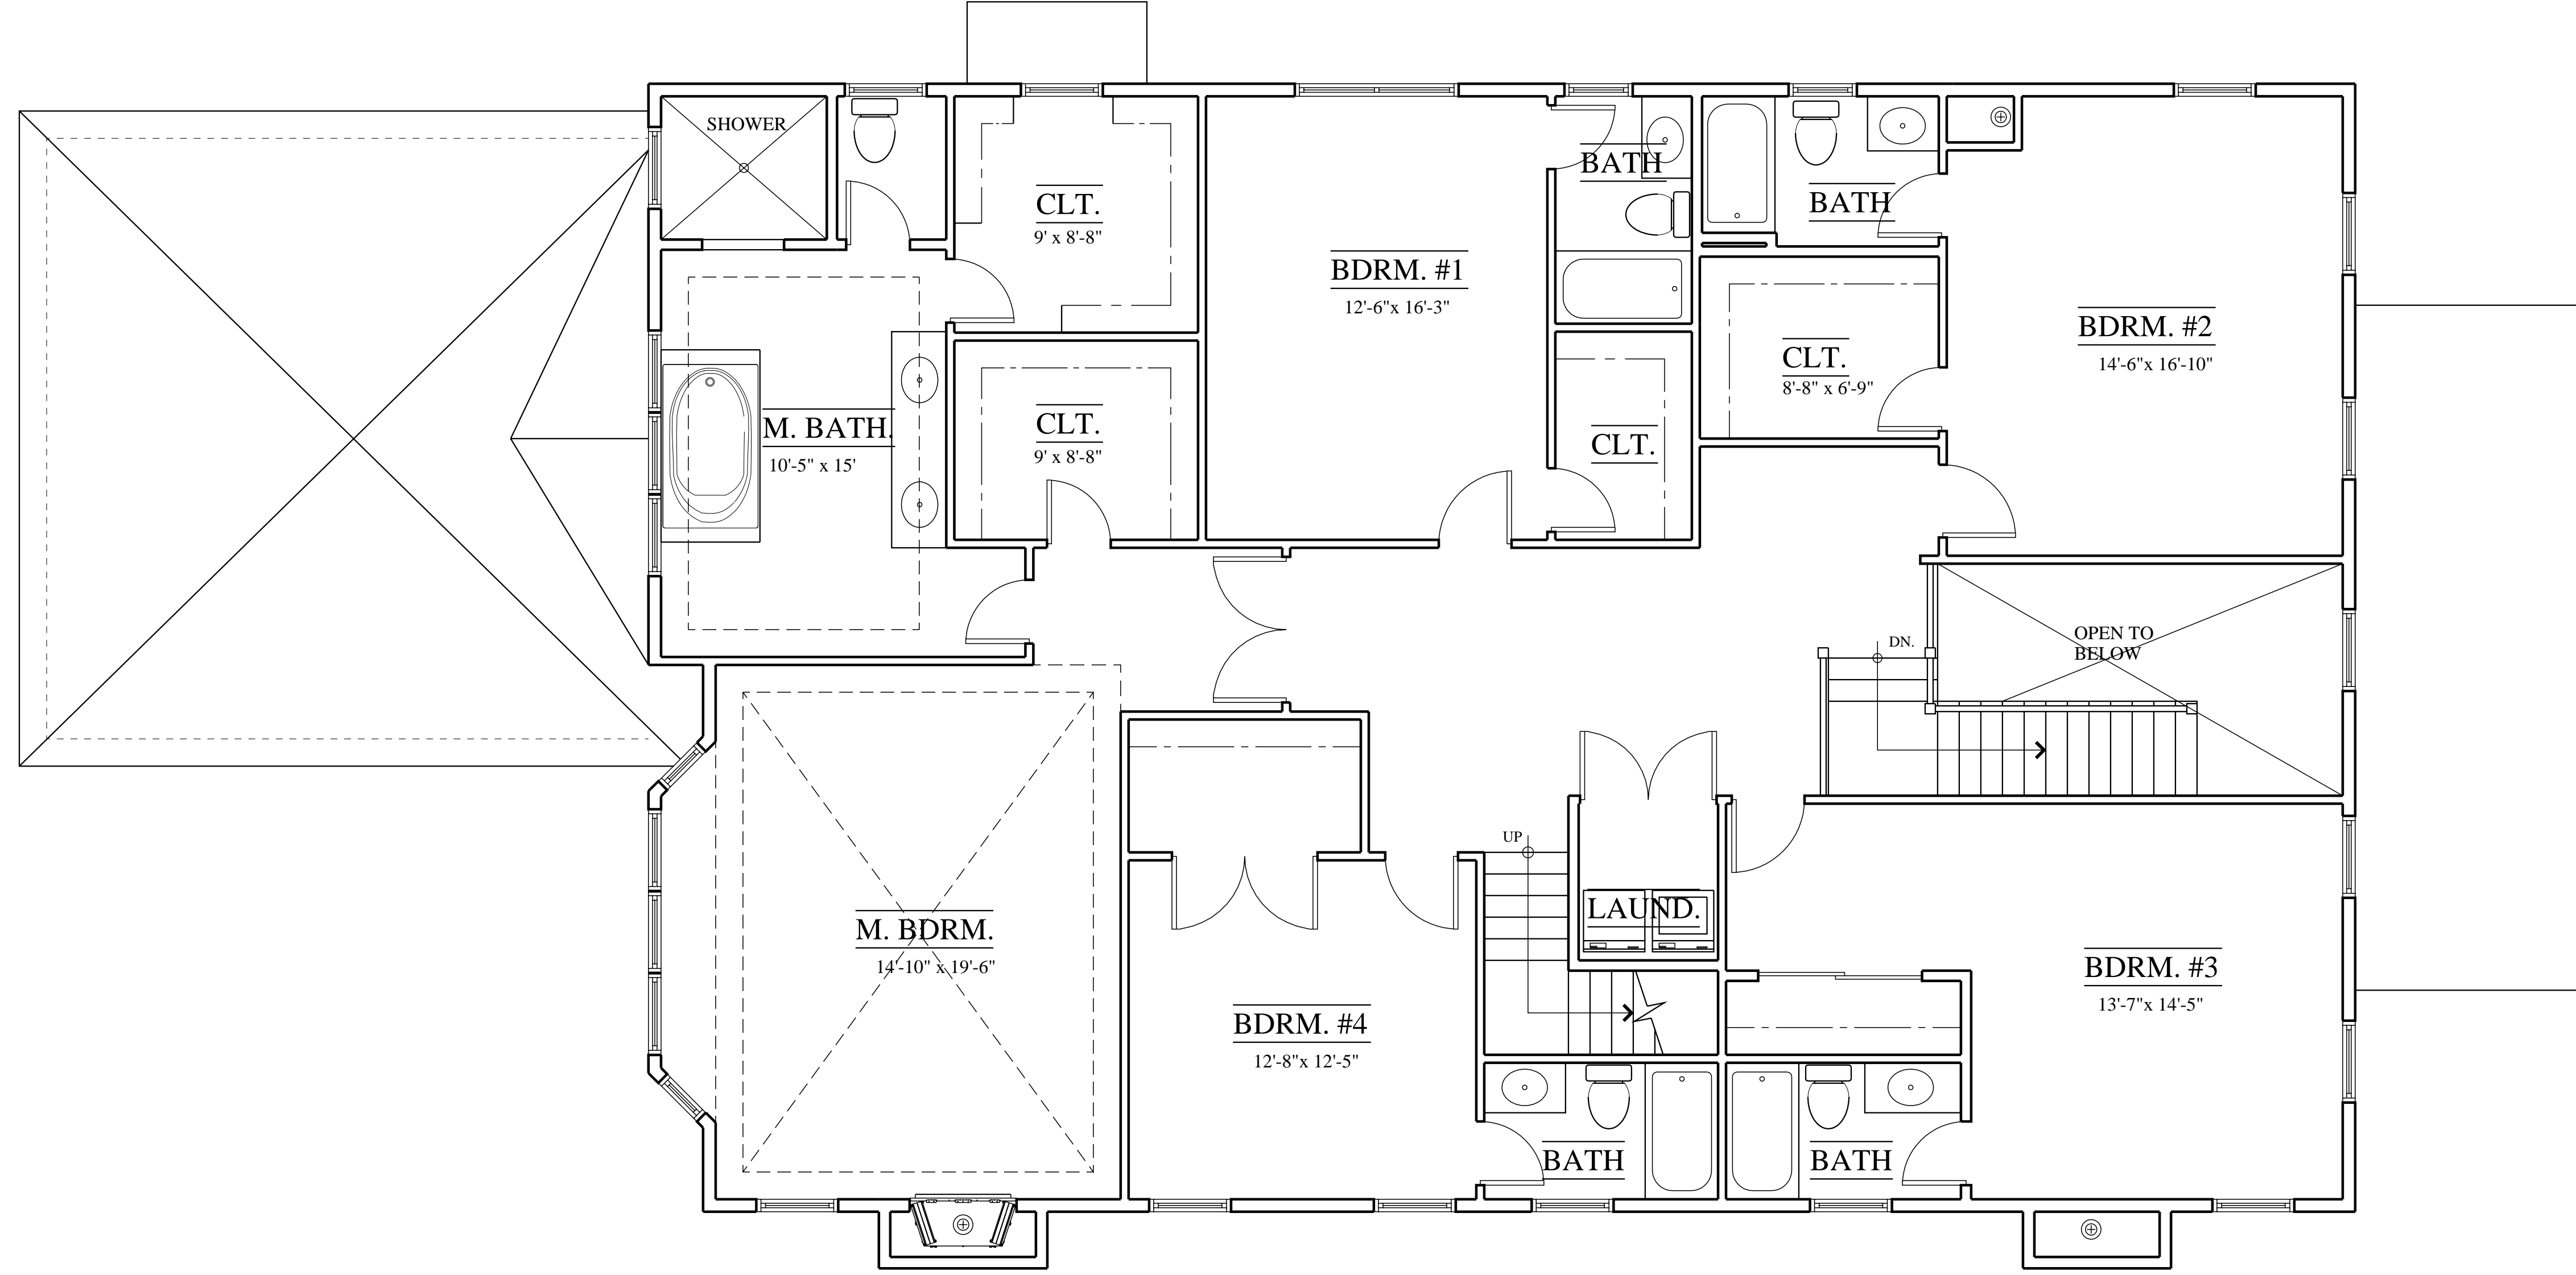 SHOWER
CLT.
9' x 8'-8"
BDRM. #1
12'-6"x 16'-3"
BATH
BATH
CLT.
8'-8" x 6'-9"
BDRM. #2
14'-6"x 16'-10"
M. BATH.
10'-5" x 15'
CLT.
9' x 8'-8"
CLT.
DN.
OPEN TO
BELOW
UP
LAUND.
M. BDRM.
14'-10" x 19'-6"
BDRM. #4
12'-8"x 12'-5"
BDRM. #3
13'-7"x 14'-5"
BATH
BATH